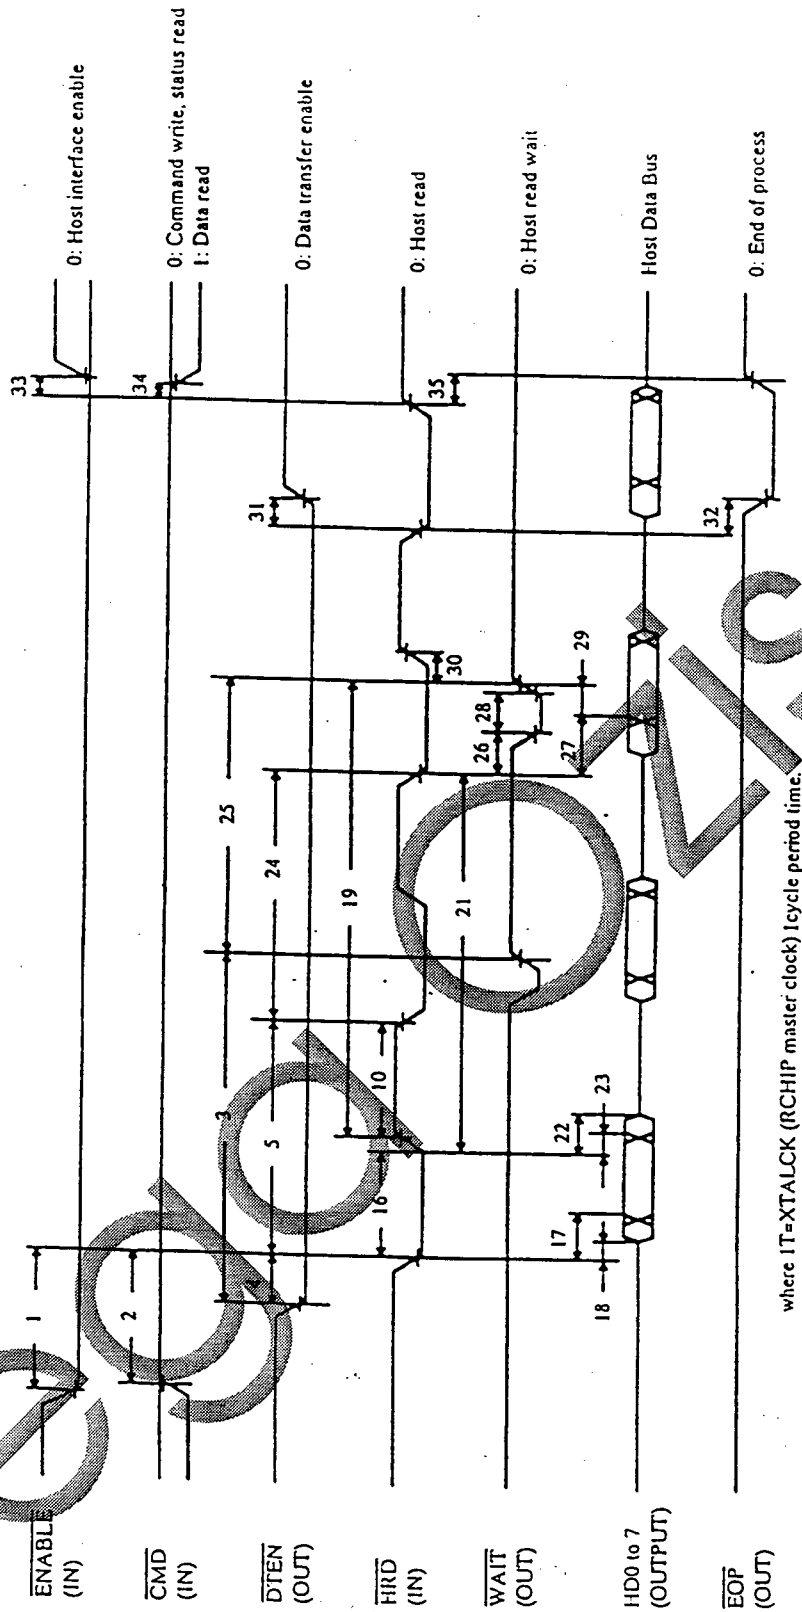 ENABLE
(IN)
1
33
0: Host interface enable
CMD
(IN)
2
34
0: Command write, status read
1: Data read
DTEN
(OUT)
3
25
4
5
24
31
0: Data transfer enable
HRD
(IN)
19
16
10
21
30
35
0: Host read
WAIT
(OUT)
26
28
0: Host read wait
HD0 to 7
(OUTPUT)
18
17
22
23
27
29
Host Data Bus
EOP
(OUT)
32
0: End of process
where 1T=XTALCK (RCHIP master clock) 1cycle period time.